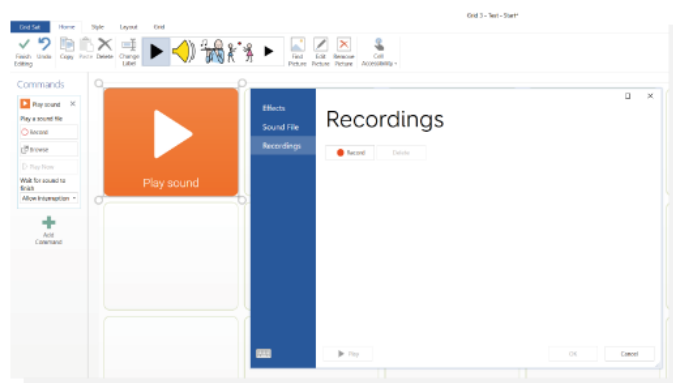 Grid 3 - Test - Start*
Grid Set Home Style Layout Grid
Finish Editing
Undo
Copy
Paste
Delete
Change Label
Find Picture
Edit Picture
Remove Picture
Cell Accessibility
Commands
Play sound
Play a sound file
Record
Browse
Play Now
Wait for sound to
finish
Allow Interruption
Add
Command
Play sound
Effects
Sound File
Recordings
Recordings
Record Delete
Play
OK Cancel